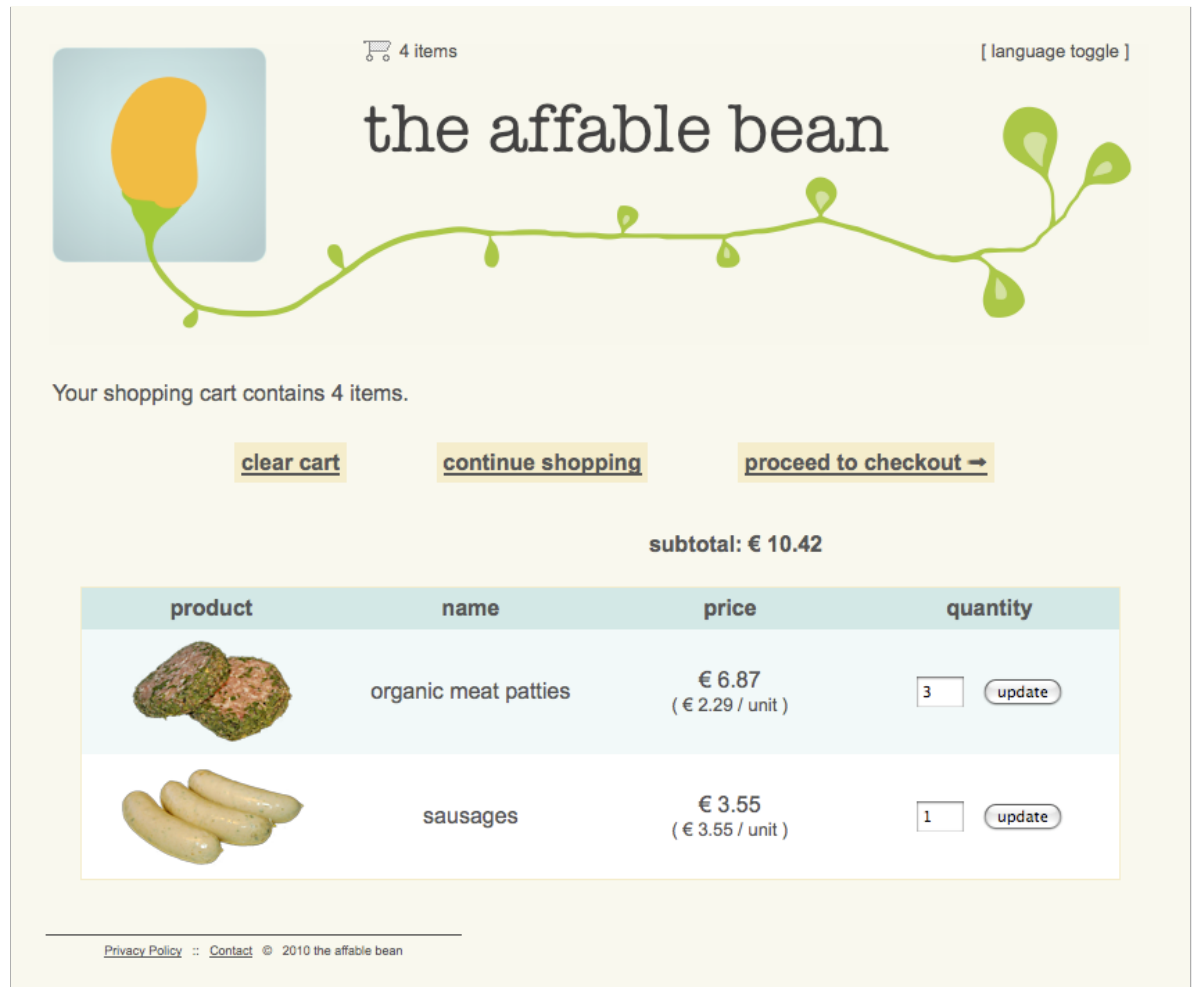 4 items
[ language toggle ]
the affable bean
Your shopping cart contains 4 items.
clear cart
continue shopping
proceed to checkout ➞
subtotal: € 10.42
product name price quantity
organic meat patties
€ 6.87
( € 2.29 / unit )
3
update
sausages
€ 3.55
( € 3.55 / unit )
1
update
Privacy Policy :: Contact © 2010 the affable bean